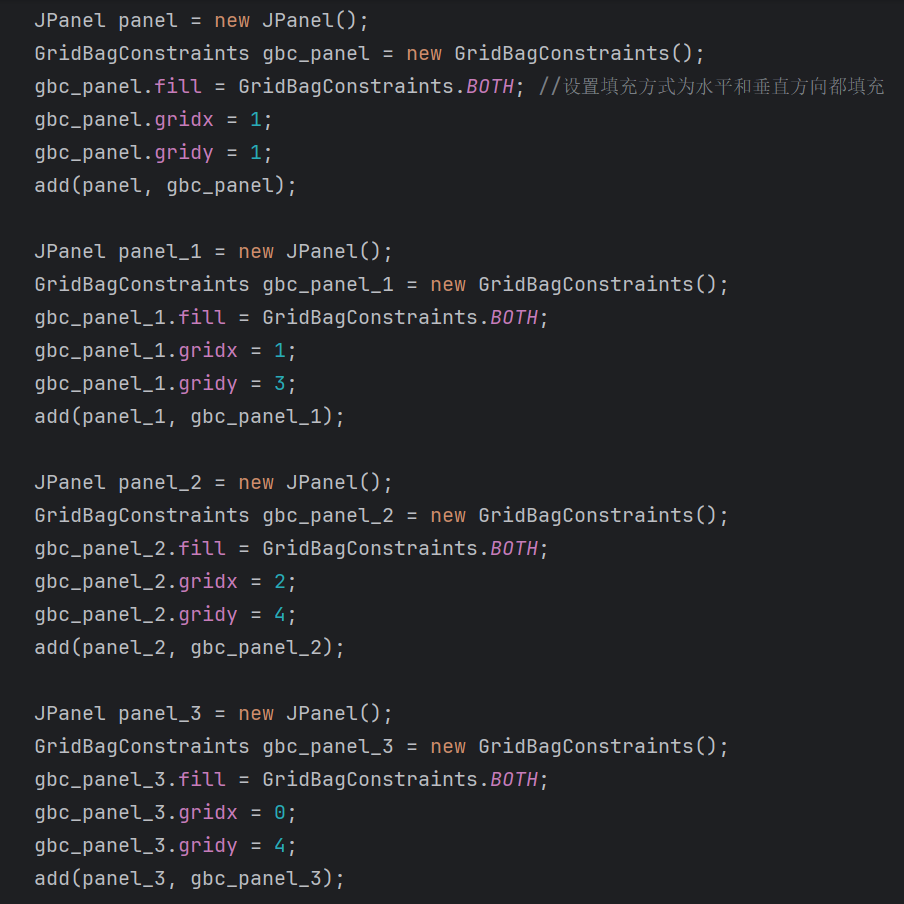 JPanel panel = new JPanel();
GridBagConstraints gbc_panel = new GridBagConstraints();
gbc_panel.fill = GridBagConstraints.BOTH; //设置填充方式为水平和垂直方向都填充
gbc_panel.gridx = 1;
gbc_panel.gridy = 1;
add(panel, gbc_panel);
JPanel panel_1 = new JPanel();
GridBagConstraints gbc_panel_1 = new GridBagConstraints();
gbc_panel_1.fill = GridBagConstraints.BOTH;
gbc_panel_1.gridx = 1;
gbc_panel_1.gridy = 3;
add(panel_1, gbc_panel_1);
JPanel panel_2 = new JPanel();
GridBagConstraints gbc_panel_2 = new GridBagConstraints();
gbc_panel_2.fill = GridBagConstraints.BOTH;
gbc_panel_2.gridx = 2;
gbc_panel_2.gridy = 4;
add(panel_2, gbc_panel_2);
JPanel panel_3 = new JPanel();
GridBagConstraints gbc_panel_3 = new GridBagConstraints();
gbc_panel_3.fill = GridBagConstraints.BOTH;
gbc_panel_3.gridx = 0;
gbc_panel_3.gridy = 4;
add(panel_3, gbc_panel_3);